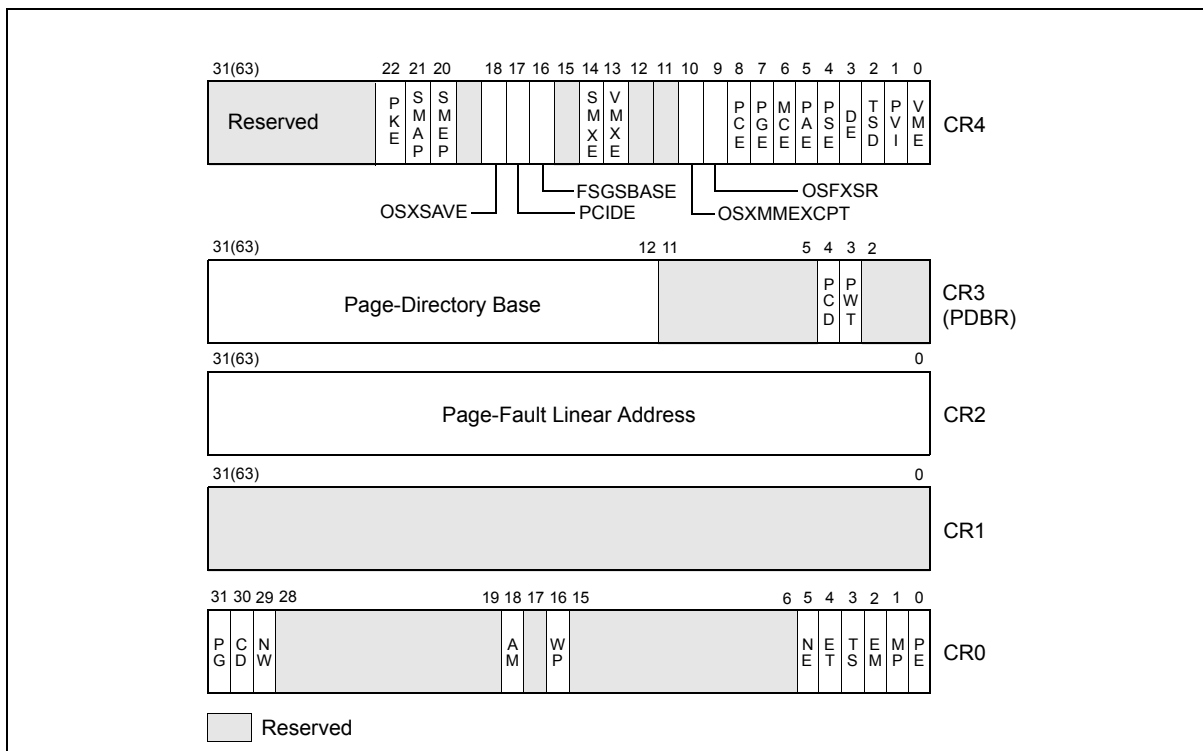 31(63) 22 21 20 18 17 16 15 14 13 12 11 10 9 8 7 6 5 4 3 2 1 0
Reserved PKE SMAP SMEP SMXE VMXE PCE PGE MCE PAE PSE DE TSD PVI VME CR4
FSGSBASE OSFXSR
OSXSAVE PCIDE OSXMMEXCPT
31(63) 12 11 5 4 3 2
Page-Directory Base PCD PWT CR3
(PDBR)
31(63) 0
Page-Fault Linear Address CR2
31(63) 0
CR1
31 30 29 28 19 18 17 16 15 6 5 4 3 2 1 0
PG CD NW AM WP NE ET TS EM MP PE CR0
Reserved